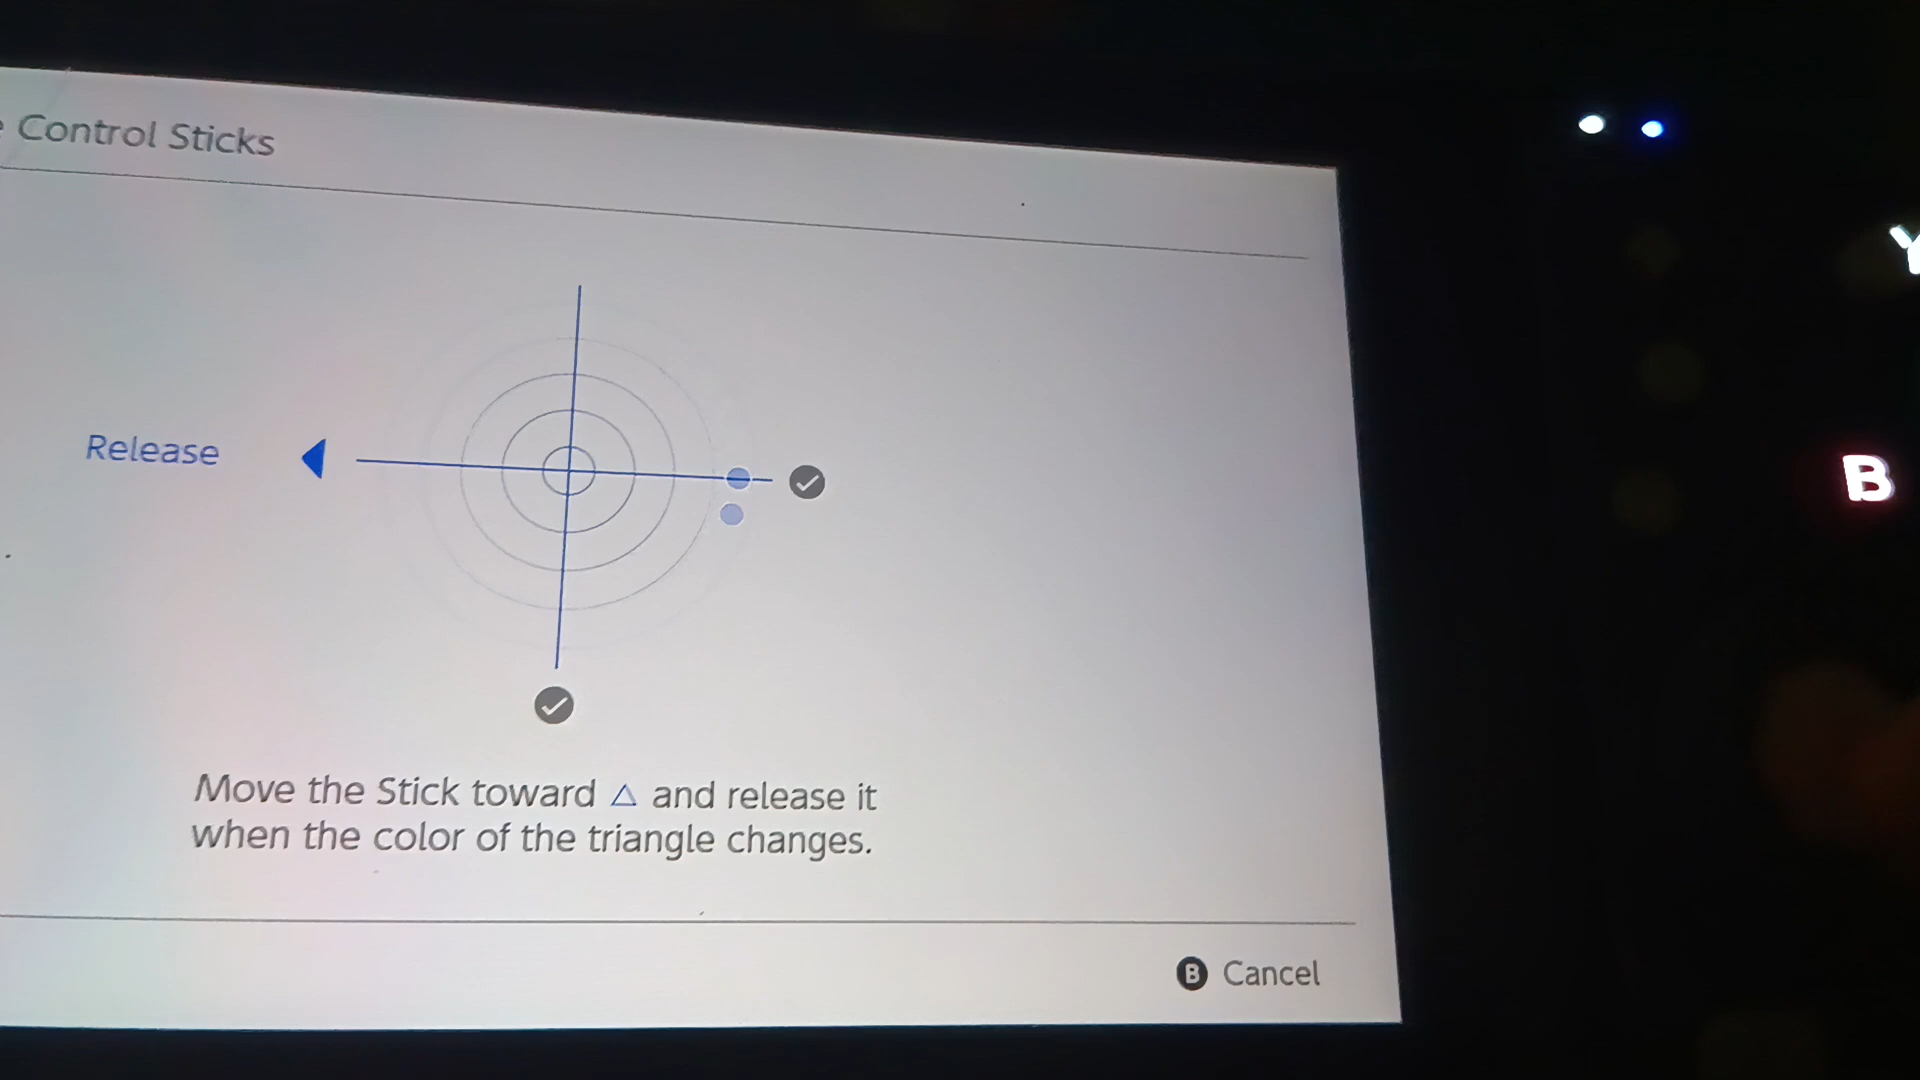 Control Sticks
Y
Release
B
Move the Stick toward △ and release it
when the color of the triangle changes.
B Cancel